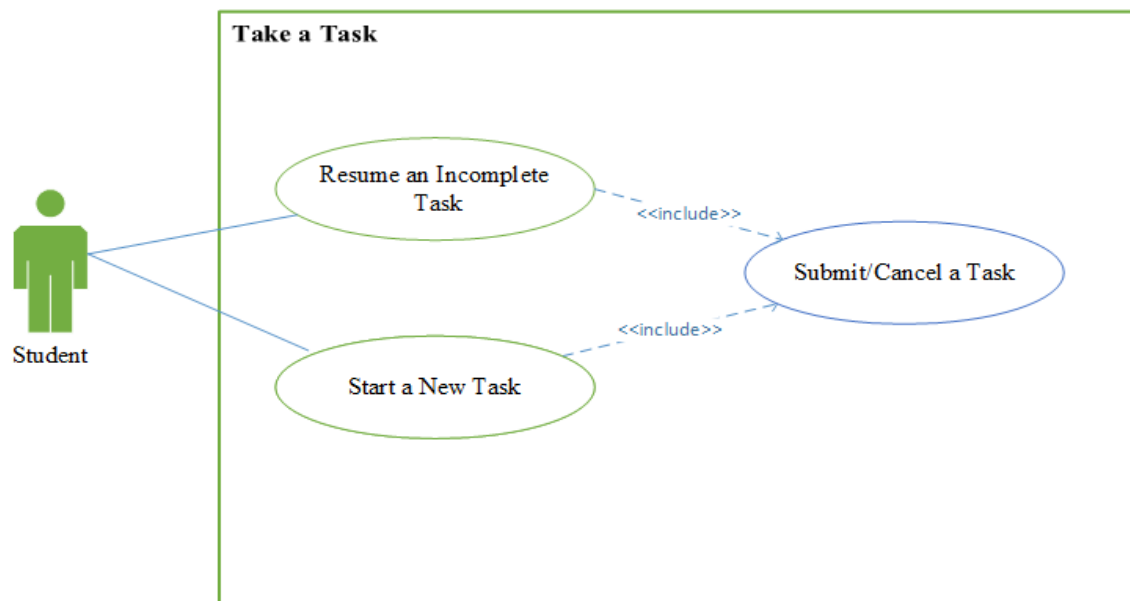 Take a Task
Resume an Incomplete
Task
<<include>>
Submit/Cancel a Task
<<include>>
Student
Start a New Task